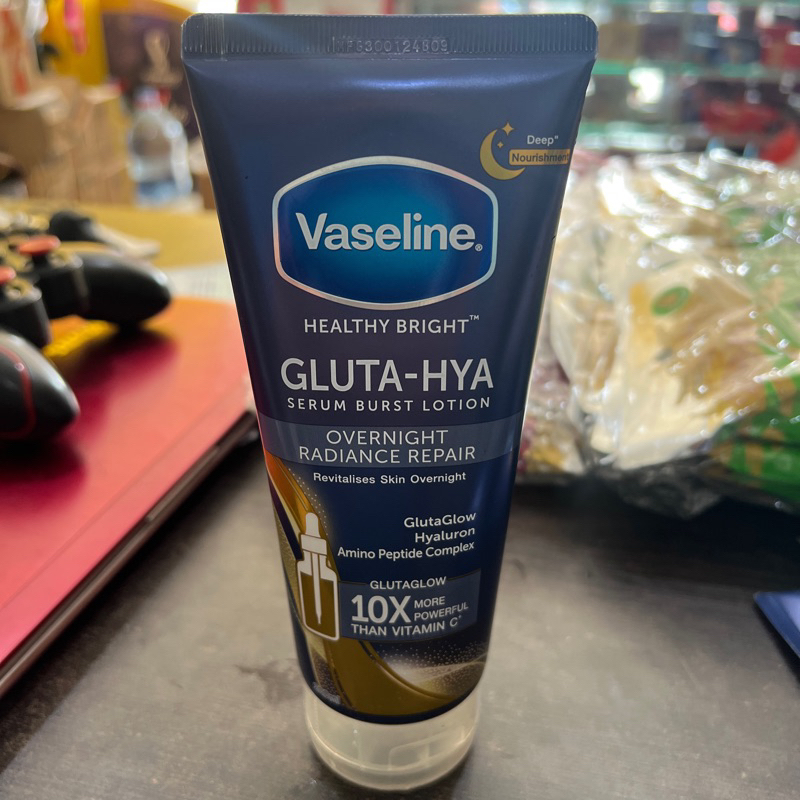 Deep*
Nourishment
Vaseline®
HEALTHY BRIGHT™
GLUTA-HYA
SERUM BURST LOTION
OVERNIGHT
RADIANCE REPAIR
Revitalises Skin Overnight
GlutaGlow
Hyaluron
Amino Peptide Complex
GLUTAGLOW
10X MORE POWERFUL
THAN VITAMIN C